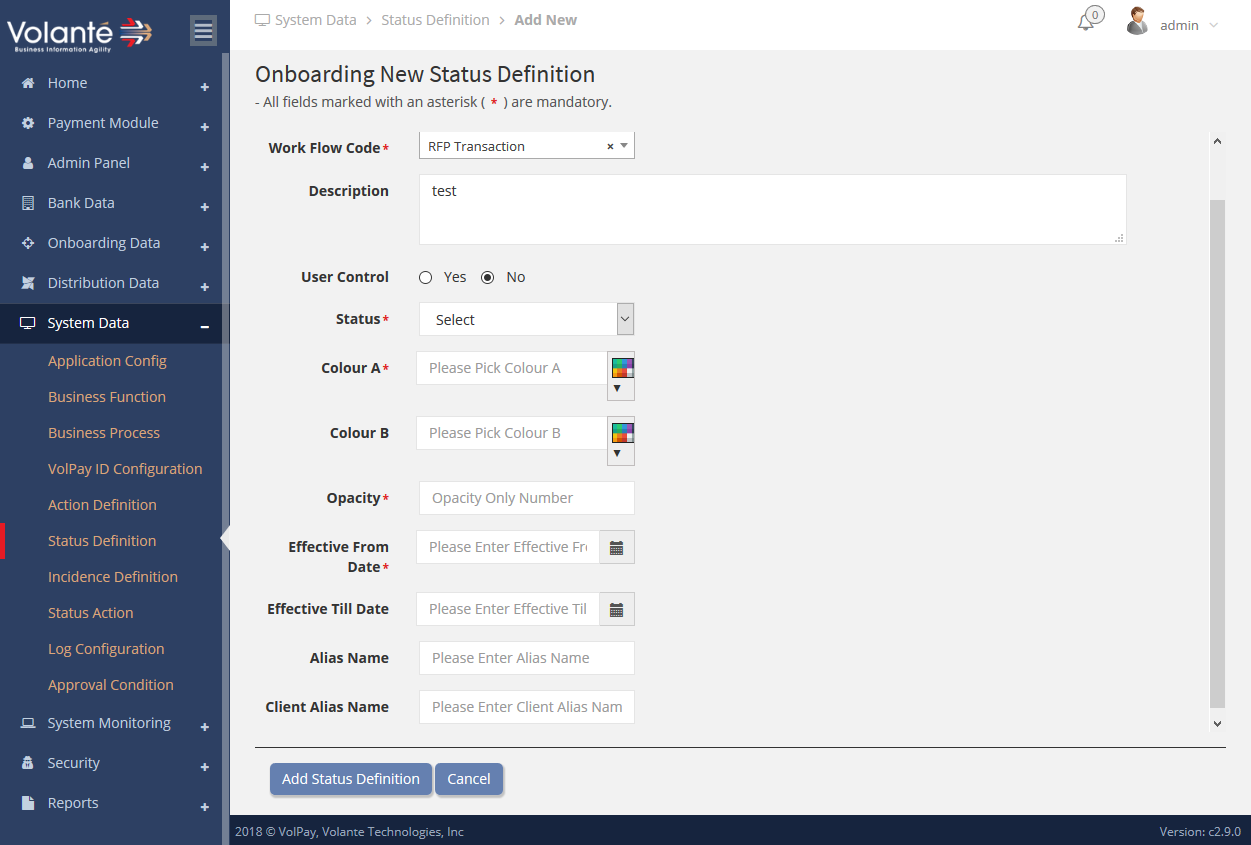 Volanté
Business Information Agility
System Data > Status Definition > Add New
0
admin
Home +
Payment Module +
Admin Panel +
Bank Data +
Onboarding Data +
Distribution Data +
System Data −
Application Config
Business Function
Business Process
VolPay ID Configuration
Action Definition
Status Definition
Incidence Definition
Status Action
Log Configuration
Approval Condition
System Monitoring +
Security +
Reports +
Onboarding New Status Definition
- All fields marked with an asterisk ( * ) are mandatory.
Work Flow Code* RFP Transaction ×
Description test
User Control Yes No
Status* Select
Colour A* Please Pick Colour A
Colour B Please Pick Colour B
Opacity* Opacity Only Number
Effective From Please Enter Effective Fr
Date*
Effective Till Date Please Enter Effective Til
Alias Name Please Enter Alias Name
Client Alias Name Please Enter Client Alias Nam
Add Status Definition Cancel
2018 © VolPay, Volante Technologies, Inc Version: c2.9.0